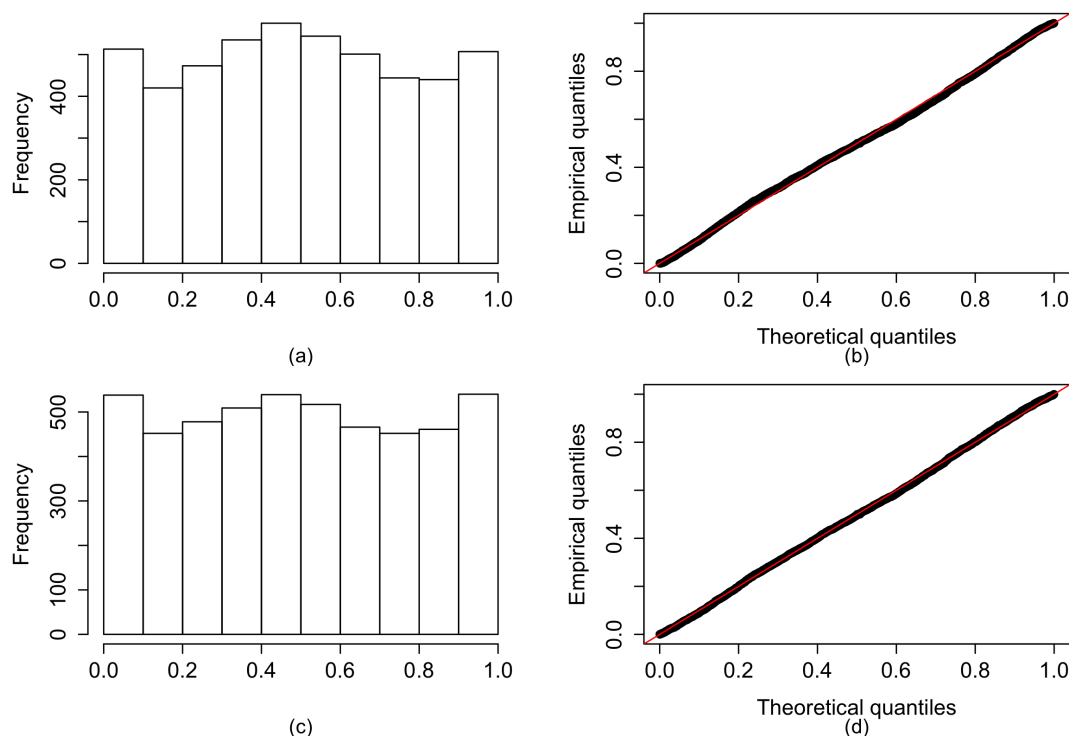 Frequency
0
200
400
0.0 0.2 0.4 0.6 0.8 1.0
(a)
Empirical quantiles
0.0
0.4
0.8
0.0 0.2 0.4 0.6 0.8 1.0
Theoretical quantiles
(b)
Frequency
0
100
300
500
0.0 0.2 0.4 0.6 0.8 1.0
(c)
Empirical quantiles
0.0
0.4
0.8
0.0 0.2 0.4 0.6 0.8 1.0
Theoretical quantiles
(d)